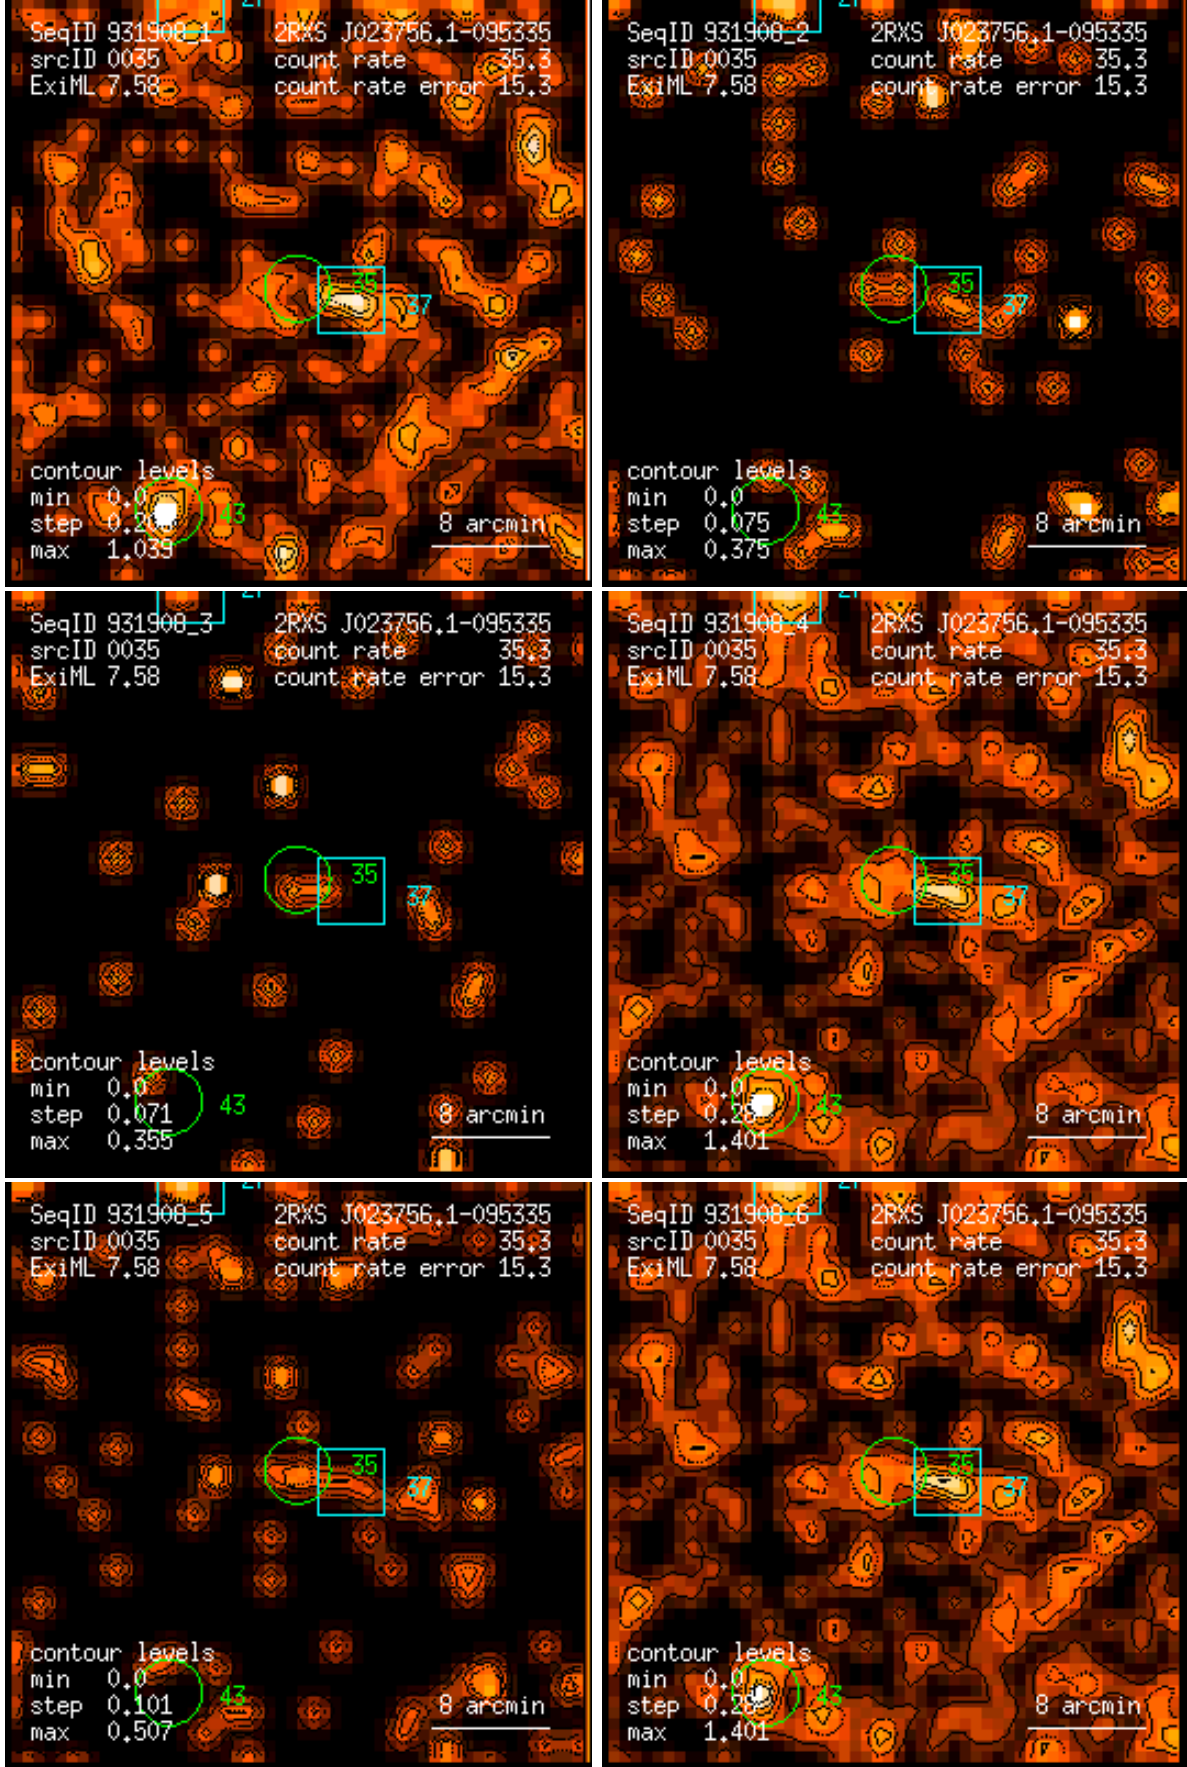 SeqID 931908_1 2RXS J023756.1-095335
srcID 0035 count rate 35.3
ExiML 7.58 count rate error 15.3
35
37
contour levels
min 0.0
43
max 1.039
8 arcmin
SeqID 931908_2 2RXS J023756.1-095335
srcID 0035 count rate 35.3
ExiML 7.58 count rate error 15.3
35
37
contour levels
min 0.0
43
step 0.075
max 0.375
8 arcmin
SeqID 931908_3 2RXS J023756.1-095335
srcID 0035 count rate 35.3
ExiML 7.58 count rate error 15.3
35
37
contour levels
min 0.0
43
step 0.071
max 0.355
8 arcmin
SeqID 931908_4 2RXS J023756.1-095335
srcID 0035 count rate 35.3
ExiML 7.58 count rate error 15.3
35
37
contour levels
min 0.0
43
step
max 1.401
8 arcmin
SeqID 931908_5 2RXS J023756.1-095335
srcID 0035 count rate 35.3
ExiML 7.58 count rate error 15.3
35
37
contour levels
min 0.0
43
step 0.101
max 0.507
8 arcmin
SeqID 931908_6 2RXS J023756.1-095335
srcID 0035 count rate 35.3
ExiML 7.58 count rate error 15.3
35
37
contour levels
min 0.0
43
step
max 1.401
8 arcmin